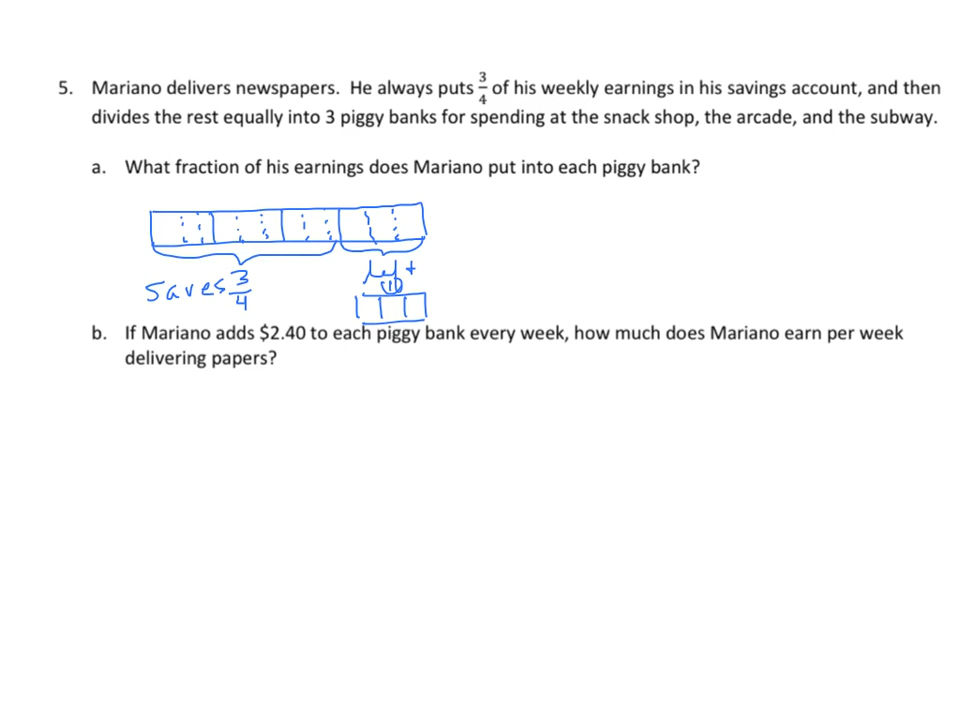 5. Mariano delivers newspapers. He always puts 3/4 of his weekly earnings in his savings account, and then
divides the rest equally into 3 piggy banks for spending at the snack shop, the arcade, and the subway.
a. What fraction of his earnings does Mariano put into each piggy bank?
left
saves 3/4
b. If Mariano adds $2.40 to each piggy bank every week, how much does Mariano earn per week
delivering papers?